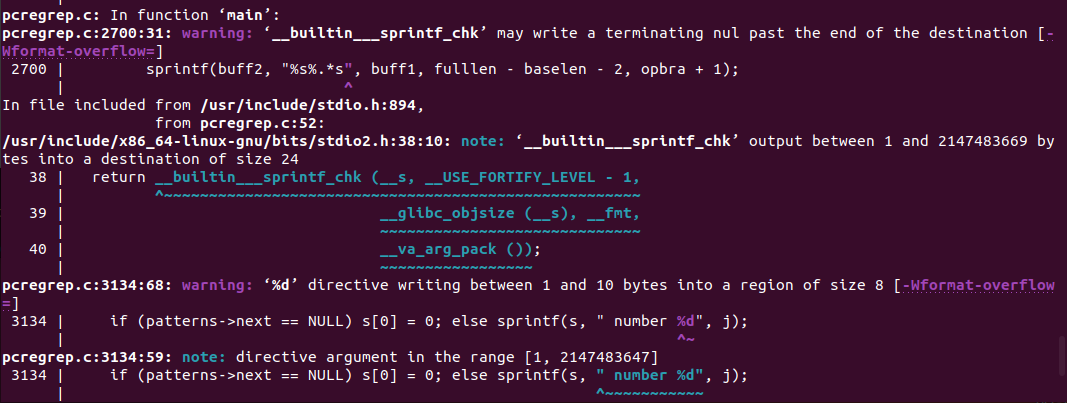 pcregrep.c: In function ‘main’:
pcregrep.c:2700:31: warning: ‘__builtin___sprintf_chk’ may write a terminating nul past the end of the destination [-
Wformat-overflow=]
 2700 |         sprintf(buff2, "%s%.*s", buff1, fulllen - baselen - 2, opbra + 1);
      |                               ^
In file included from /usr/include/stdio.h:894,
                 from pcregrep.c:52:
/usr/include/x86_64-linux-gnu/bits/stdio2.h:38:10: note: ‘__builtin___sprintf_chk’ output between 1 and 2147483669 by
tes into a destination of size 24
   38 |   return __builtin___sprintf_chk (__s, __USE_FORTIFY_LEVEL - 1,
      |          ^~~~~~~~~~~~~~~~~~~~~~~~~~~~~~~~~~~~~~~~~~~~~~~~~~~~~~
   39 |                                   __glibc_objsize (__s), __fmt,
      |                                   ~~~~~~~~~~~~~~~~~~~~~~~~~~~~~
   40 |                                   __va_arg_pack ());
      |                                   ~~~~~~~~~~~~~~~~~
pcregrep.c:3134:68: warning: ‘%d’ directive writing between 1 and 10 bytes into a region of size 8 [-Wformat-overflow
=]
 3134 |     if (patterns->next == NULL) s[0] = 0; else sprintf(s, " number %d", j);
      |                                                                    ^~
pcregrep.c:3134:59: note: directive argument in the range [1, 2147483647]
 3134 |     if (patterns->next == NULL) s[0] = 0; else sprintf(s, " number %d", j);
      |                                                           ^~~~~~~~~~~~